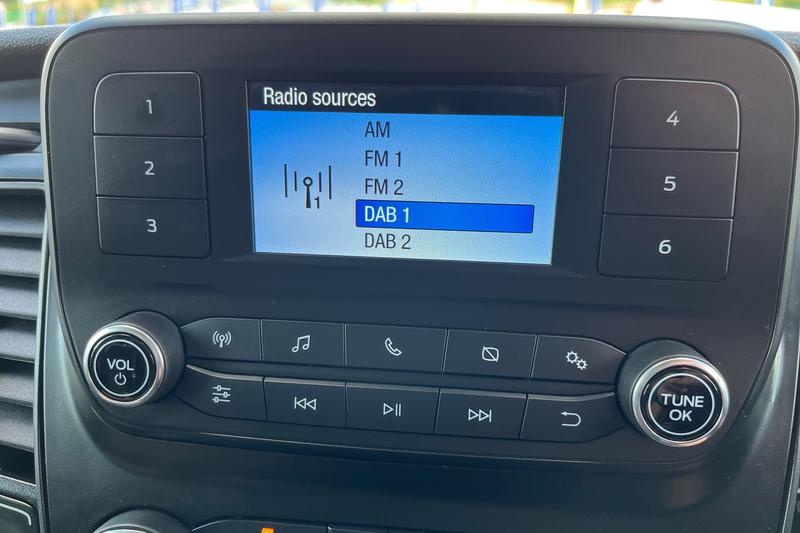 Radio sources
AM
FM 1
FM 2
DAB 1
DAB 2
1
1
2
3
4
5
6
VOL
TUNE
OK